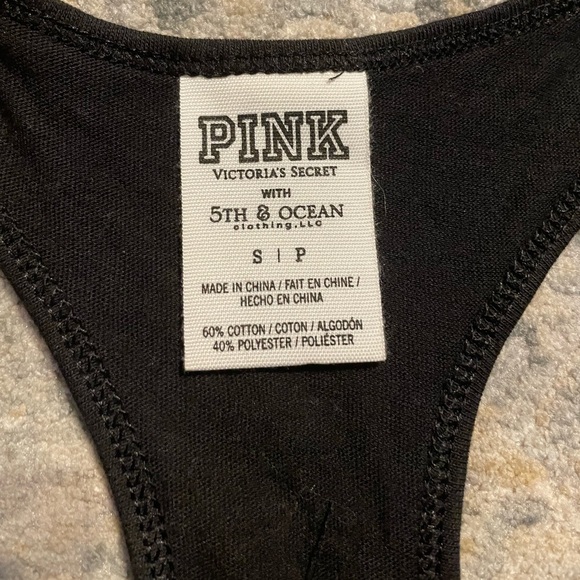 PINK
VICTORIA'S SECRET
WITH
5TH & OCEAN
clothing,LLC
S | P
MADE IN CHINA / FAIT EN CHINE /
HECHO EN CHINA
60% COTTON / COTON / ALGODÓN
40% POLYESTER / POLIÉSTER